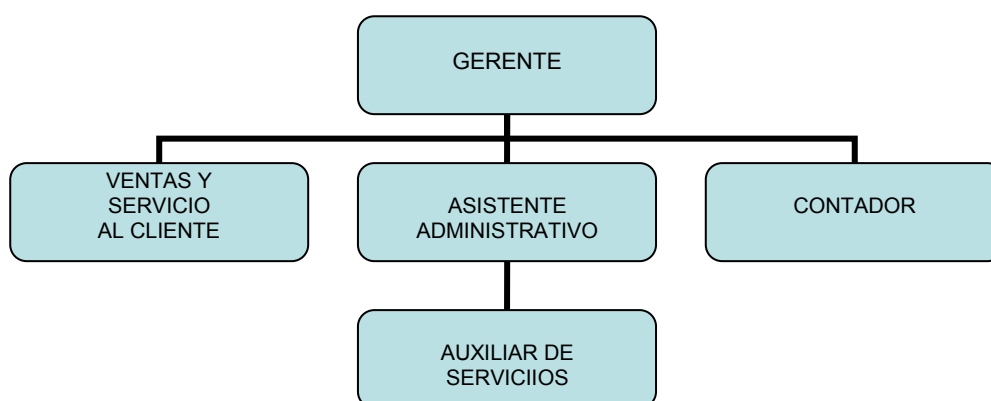 GERENTE
VENTAS Y
SERVICIO
AL CLIENTE
ASISTENTE
ADMINISTRATIVO
CONTADOR
AUXILIAR DE
SERVICIIOS